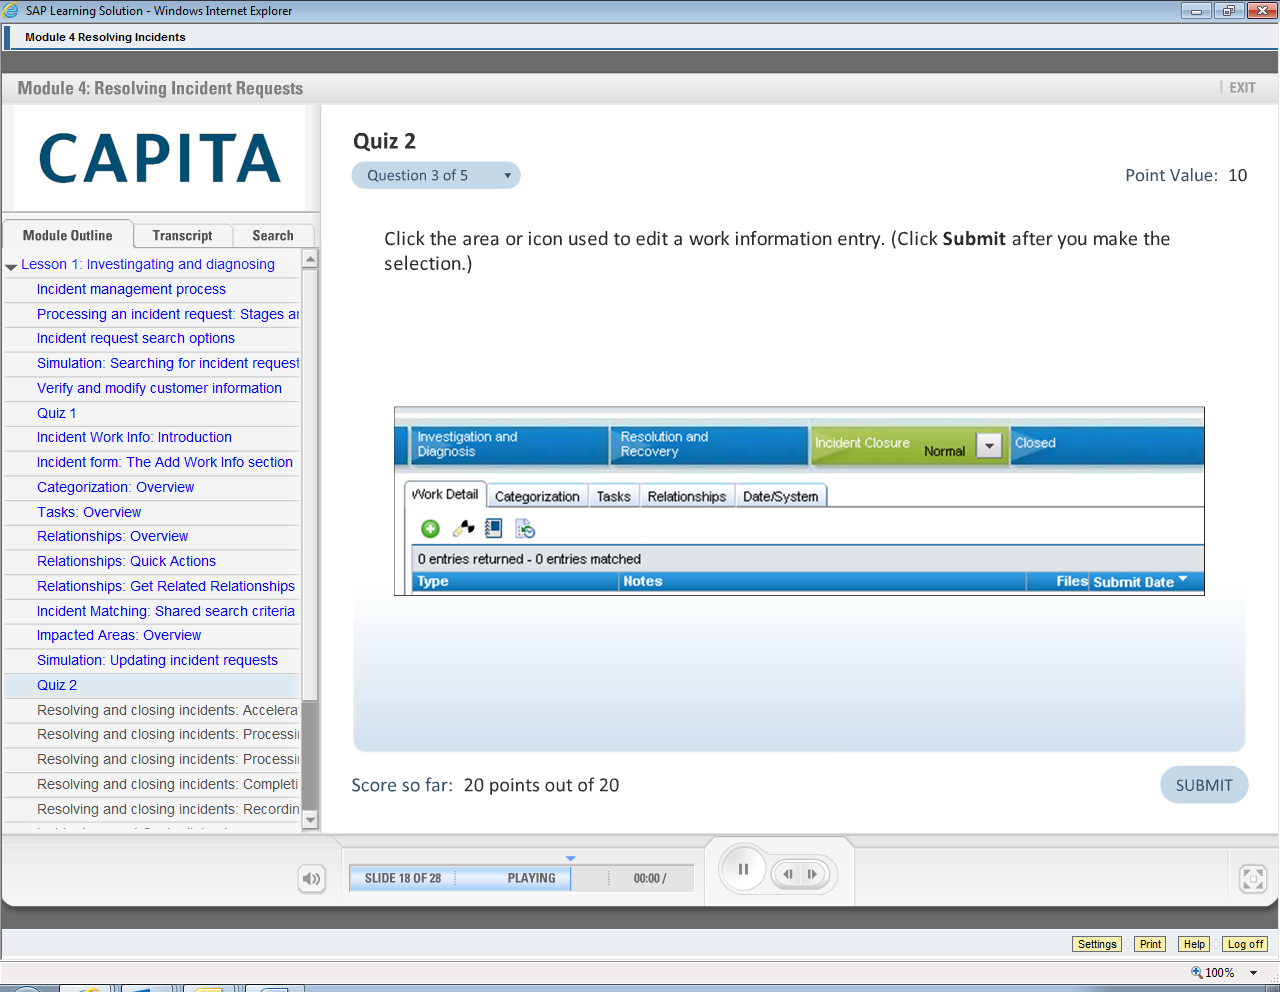 SAP Learning Solution - Windows Internet Explorer
Module 4 Resolving Incidents
Module 4: Resolving Incident Requests
EXIT
CAPITA
Module Outline
Transcript
Search
Lesson 1: Investingating and diagnosing
Incident management process
Processing an incident request: Stages
Incident request search options
Simulation: Searching for incident request
Verify and modify customer information
Quiz 1
Incident Work Info: Introduction
Incident form: The Add Work Info section
Categorization: Overview
Tasks: Overview
Relationships: Overview
Relationships: Quick Actions
Relationships: Get Related Relationships
Incident Matching: Shared search criteria
Impacted Areas: Overview
Simulation: Updating incident requests
Quiz 2
Resolving and closing incidents: Accelera
Resolving and closing incidents: Processi
Resolving and closing incidents: Processi
Resolving and closing incidents: Completi
Resolving and closing incidents: Recordin
Quiz 2
Question 3 of 5
Point Value: 10
Click the area or icon used to edit a work information entry. (Click Submit after you make the
selection.)
Investigation and
Diagnosis
Resolution and
Recovery
Incident Closure
Normal
Closed
Work Detail
Categorization
Tasks
Relationships
Date/System
0 entries returned - 0 entries matched
Type
Notes
Files
Submit Date
Score so far: 20 points out of 20
SUBMIT
SLIDE 18 OF 28
PLAYING
00:00 /
Settings
Print
Help
Log off
100%